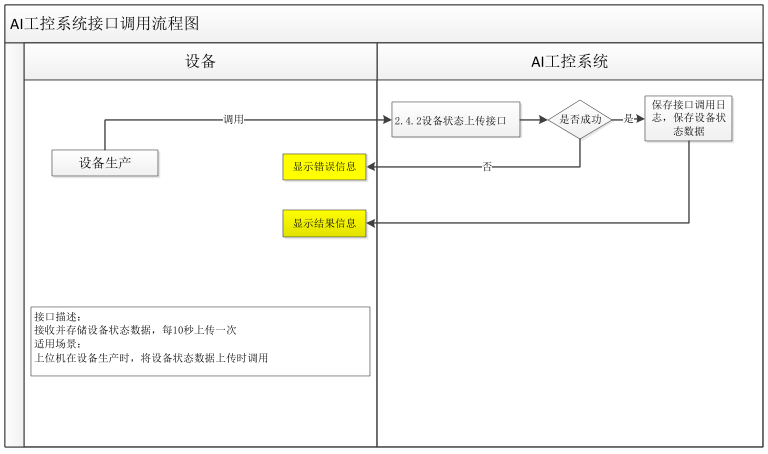 AI工控系统接口调用流程图
设备
AI工控系统
调用
2.4.2设备状态上传接口
是否成功
是
保存接口调用日
志，保存设备状
态数据
设备生产
显示错误信息
否
显示结果信息
接口描述：
接收并存储设备状态数据，每10秒上传一次
适用场景：
上位机在设备生产时，将设备状态数据上传时调用